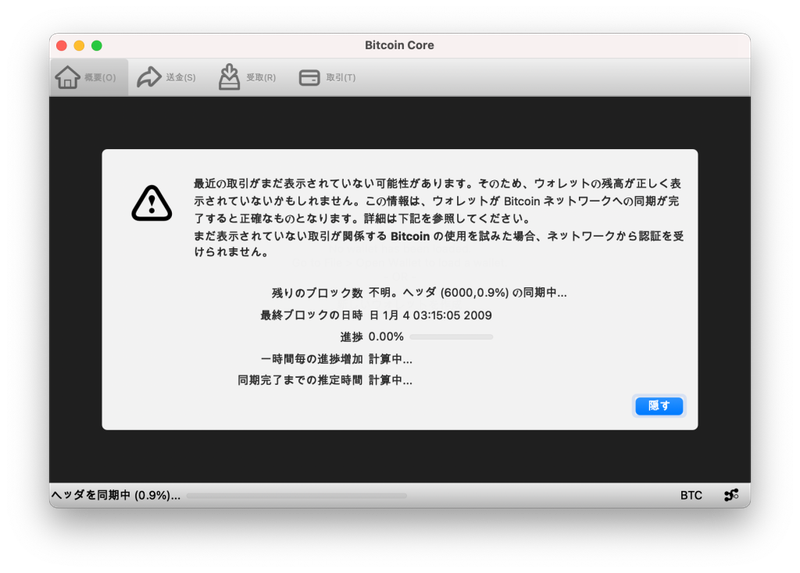 Bitcoin Core
概要(O) 送金(S) 受取(R) 取引(T)
最近の取引がまだ表示されていない可能性があります。そのため、ウォレットの残高が正しく表
示されていないかもしれません。この情報は、ウォレットが Bitcoin ネットワークへの同期が完
了すると正確なものとなります。詳細は下記を参照してください。
まだ表示されていない取引が関係する Bitcoin の使用を試みた場合、ネットワークから認証を受
けられません。
残りのブロック数 不明。ヘッダ (6000,0.9%) の同期中...
最終ブロックの日時 日 1月 4 03:15:05 2009
進捗 0.00%
一時間毎の進捗増加 計算中...
同期完了までの推定時間 計算中...
隠す
ヘッダを同期中 (0.9%)... BTC